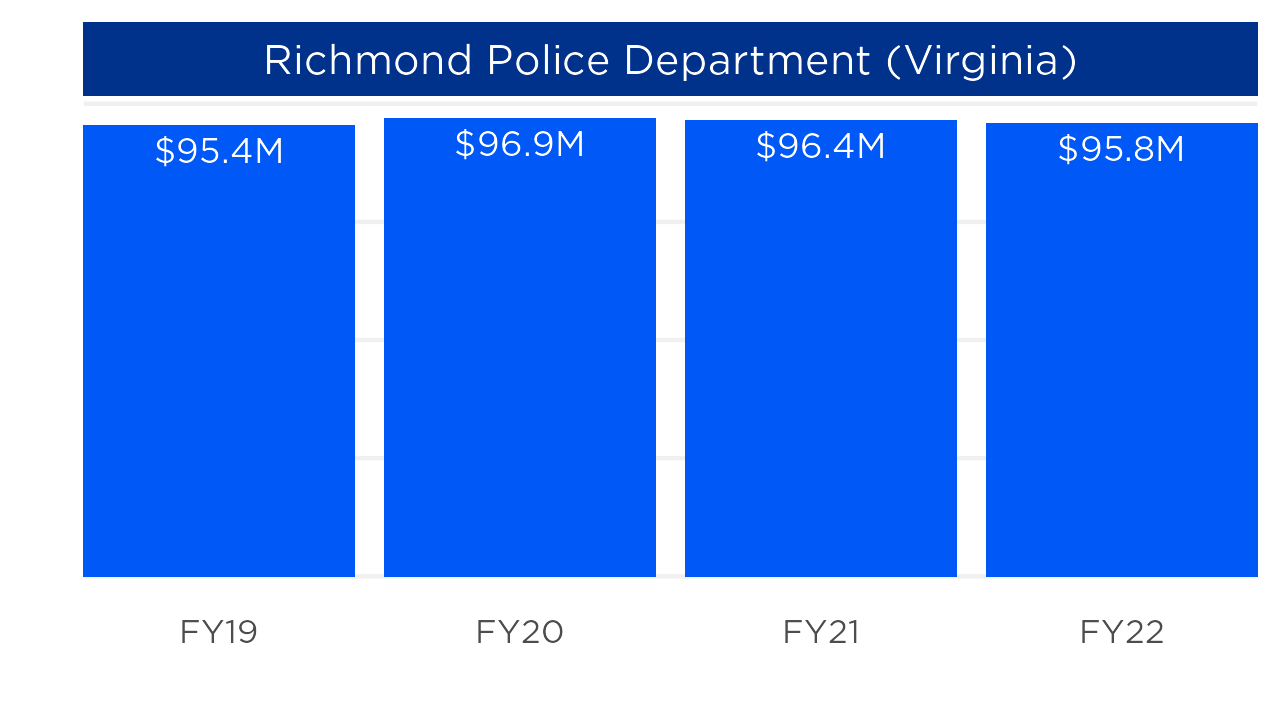 Richmond Police Department (Virginia)
$95.4M
$96.9M
$96.4M
$95.8M
FY19
FY20
FY21
FY22